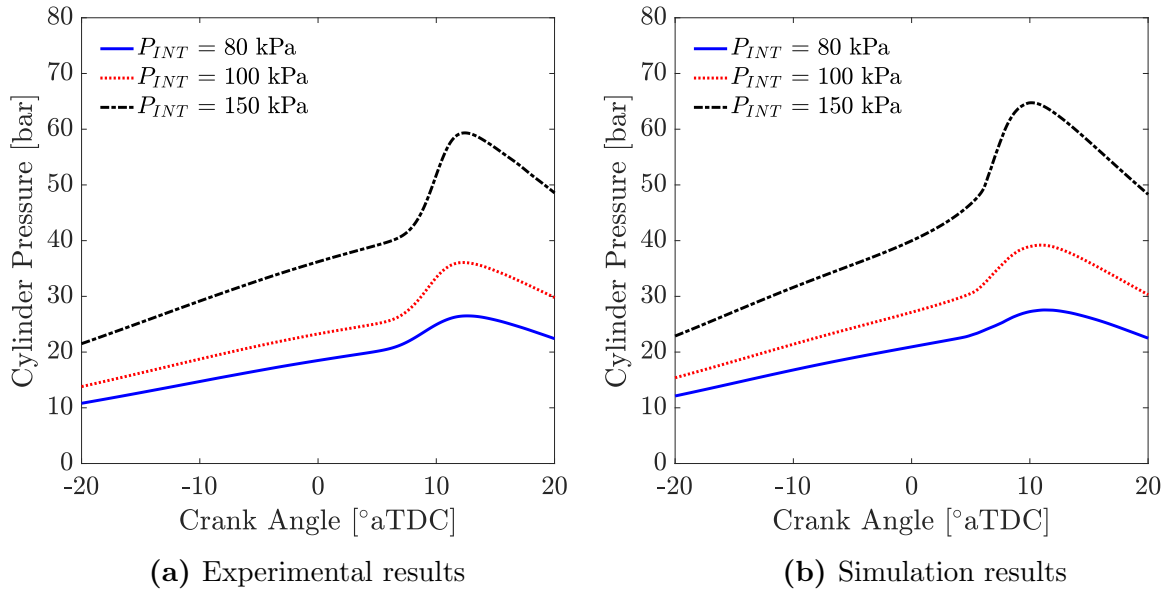 80
70
60
50
40
30
20
10
0
Cylinder Pressure [bar]
P_INT = 80 kPa
P_INT = 100 kPa
P_INT = 150 kPa
-20 -10 0 10 20
Crank Angle [°aTDC]
(a) Experimental results
80
70
60
50
40
30
20
10
0
Cylinder Pressure [bar]
P_INT = 80 kPa
P_INT = 100 kPa
P_INT = 150 kPa
-20 -10 0 10 20
Crank Angle [°aTDC]
(b) Simulation results